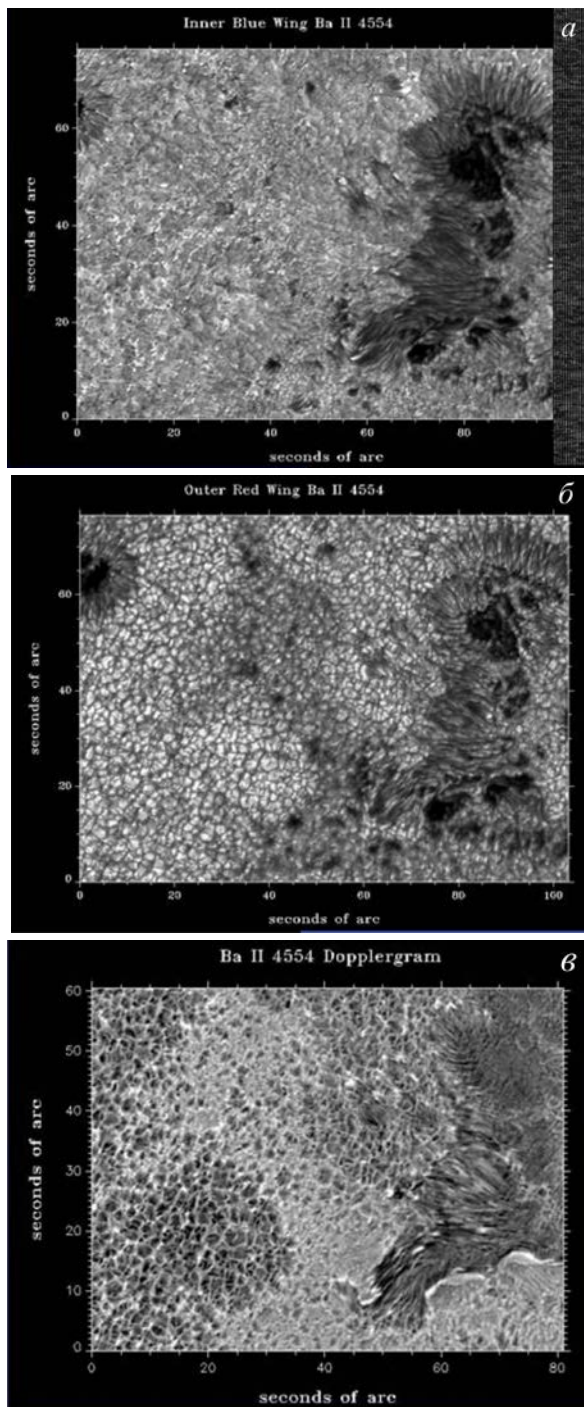 Inner Blue Wing Ba II 4554
а
60
40
20
0
0 20 40 60 80
seconds of arc
seconds of arc
Outer Red Wing Ba II 4554
б
60
40
20
0
0 20 40 60 80 100
seconds of arc
seconds of arc
Ba II 4554 Dopplergram
в
60
50
40
30
20
10
0
0 20 40 60 80
seconds of arc
seconds of arc